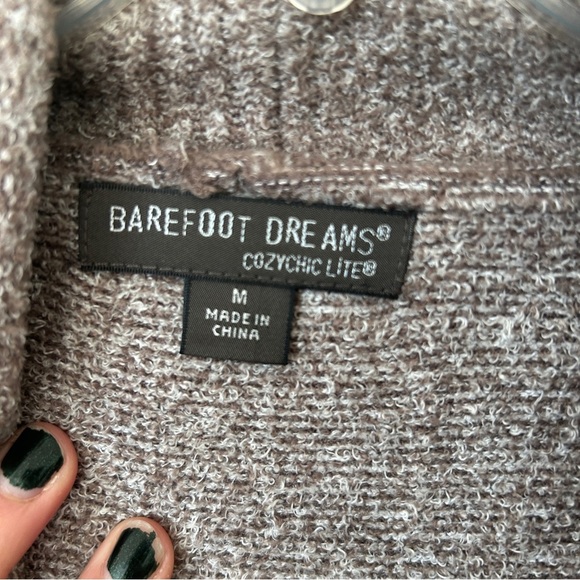 BAREFOOT DREAMS®
COZYCHIC LITE®
M
MADE IN
CHINA